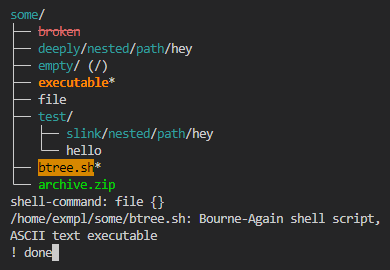 some/
├── broken
├── deeply/nested/path/hey
├── empty/ (/)
├── executable*
├── file
├── test/
│   ├── slink/nested/path/hey
│   └── hello
├── btree.sh*
└── archive.zip
shell-command: file {}
/home/exmpl/some/btree.sh: Bourne-Again shell script,
ASCII text executable
! done